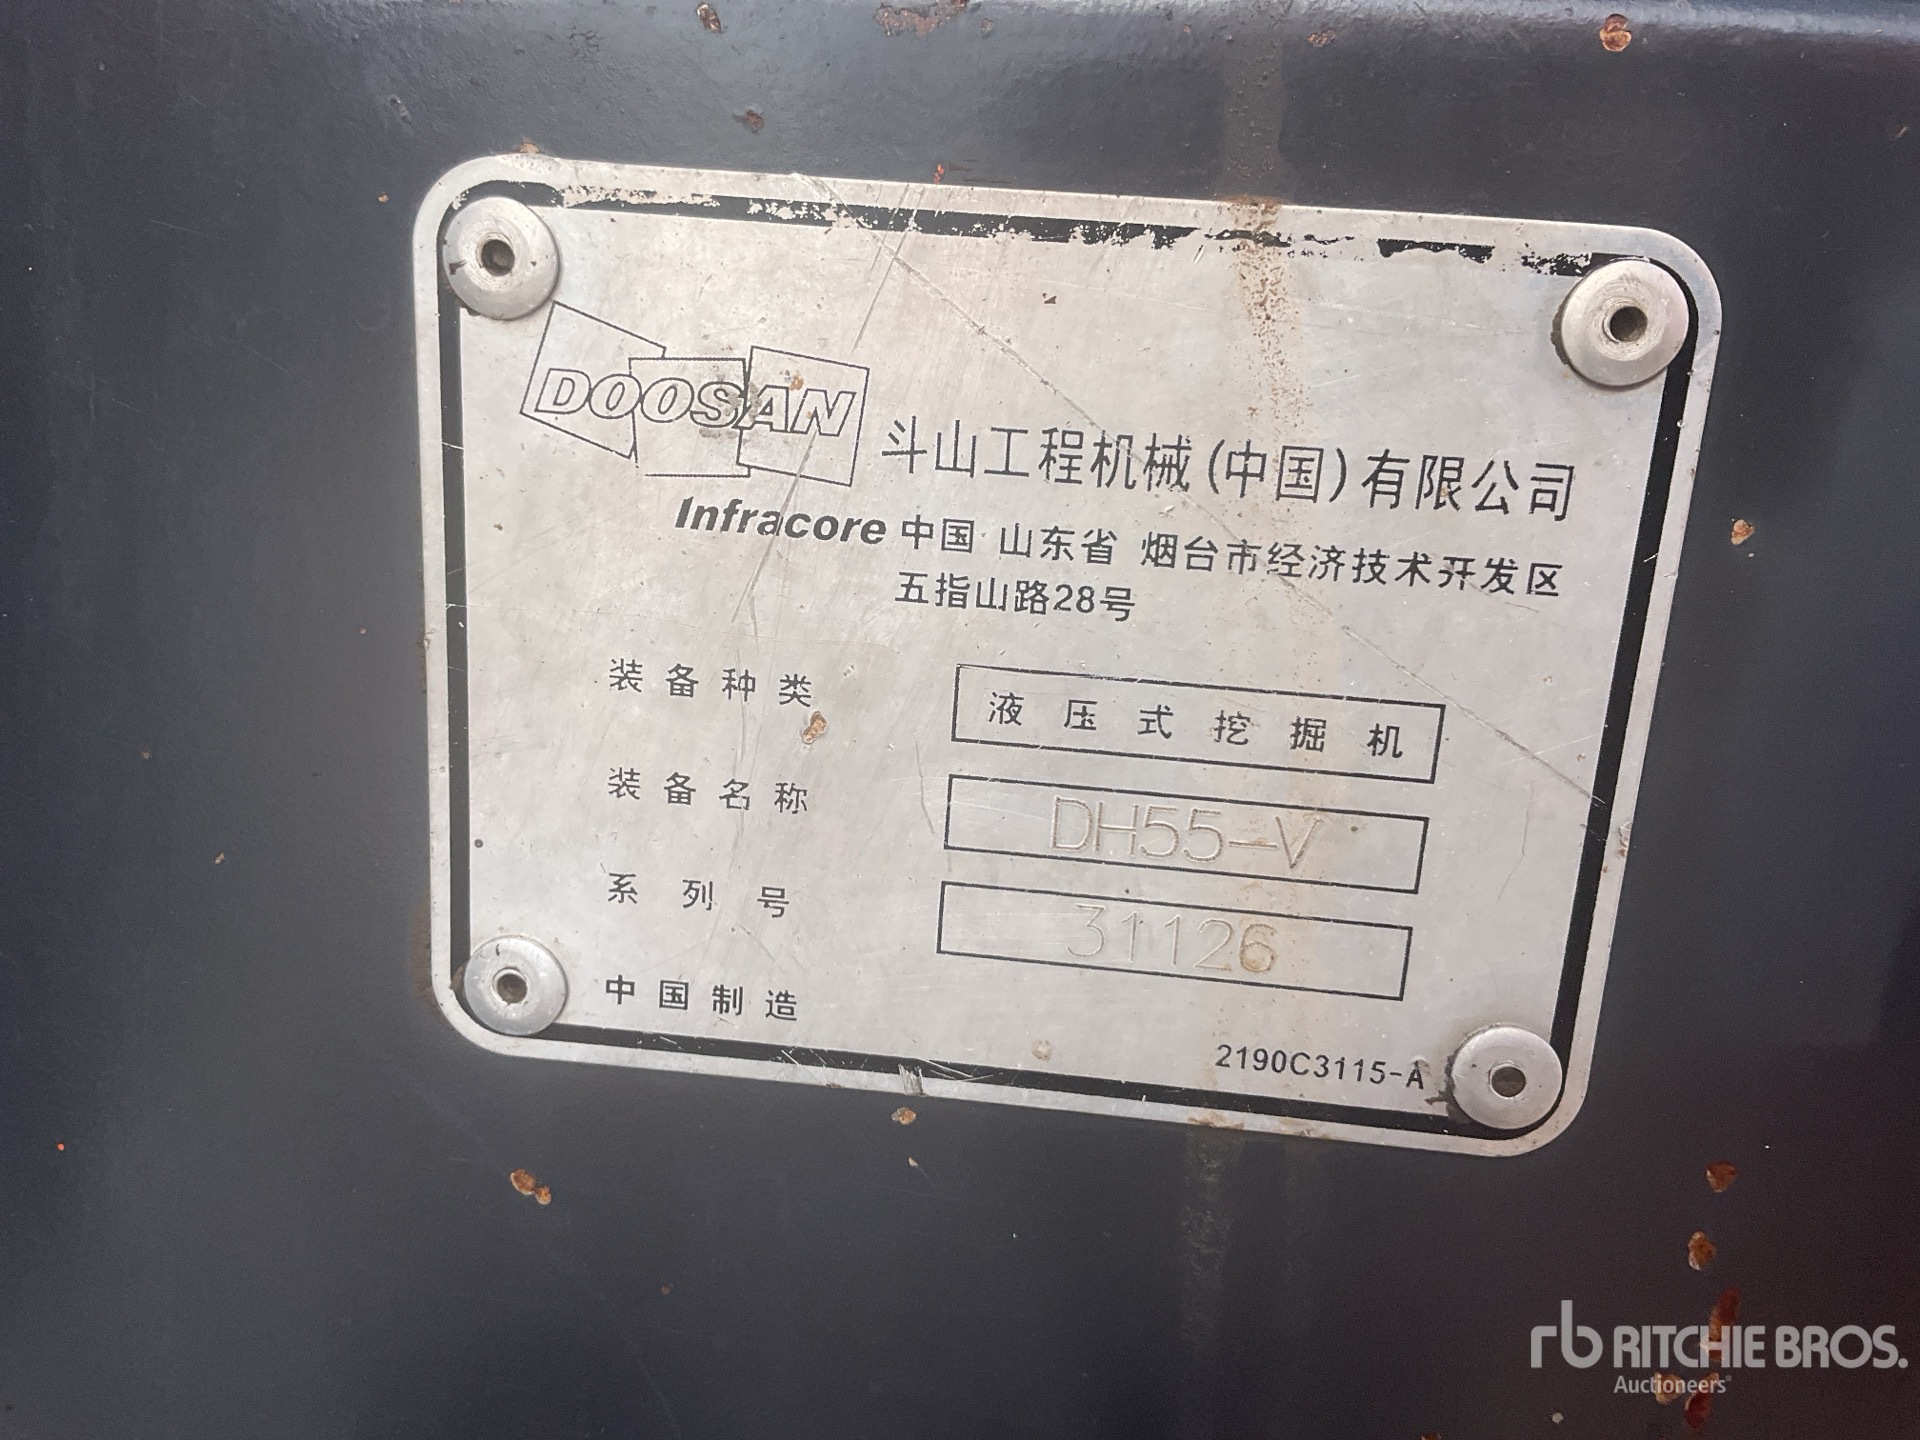 DOOSAN
斗山工程机械(中国)有限公司
Infracore 中国 山东省 烟台市经济技术开发区
五指山路28号
装备种类 液压式挖掘机
装备名称 DH55-V
系列号 31126
中国制造
2190C3115-A
rb RITCHIE BROS.
Auctioneers